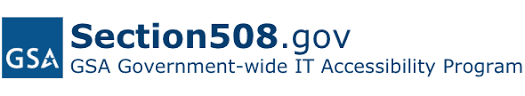 GSA
Section508.gov
GSA Government-wide IT Accessibility Program